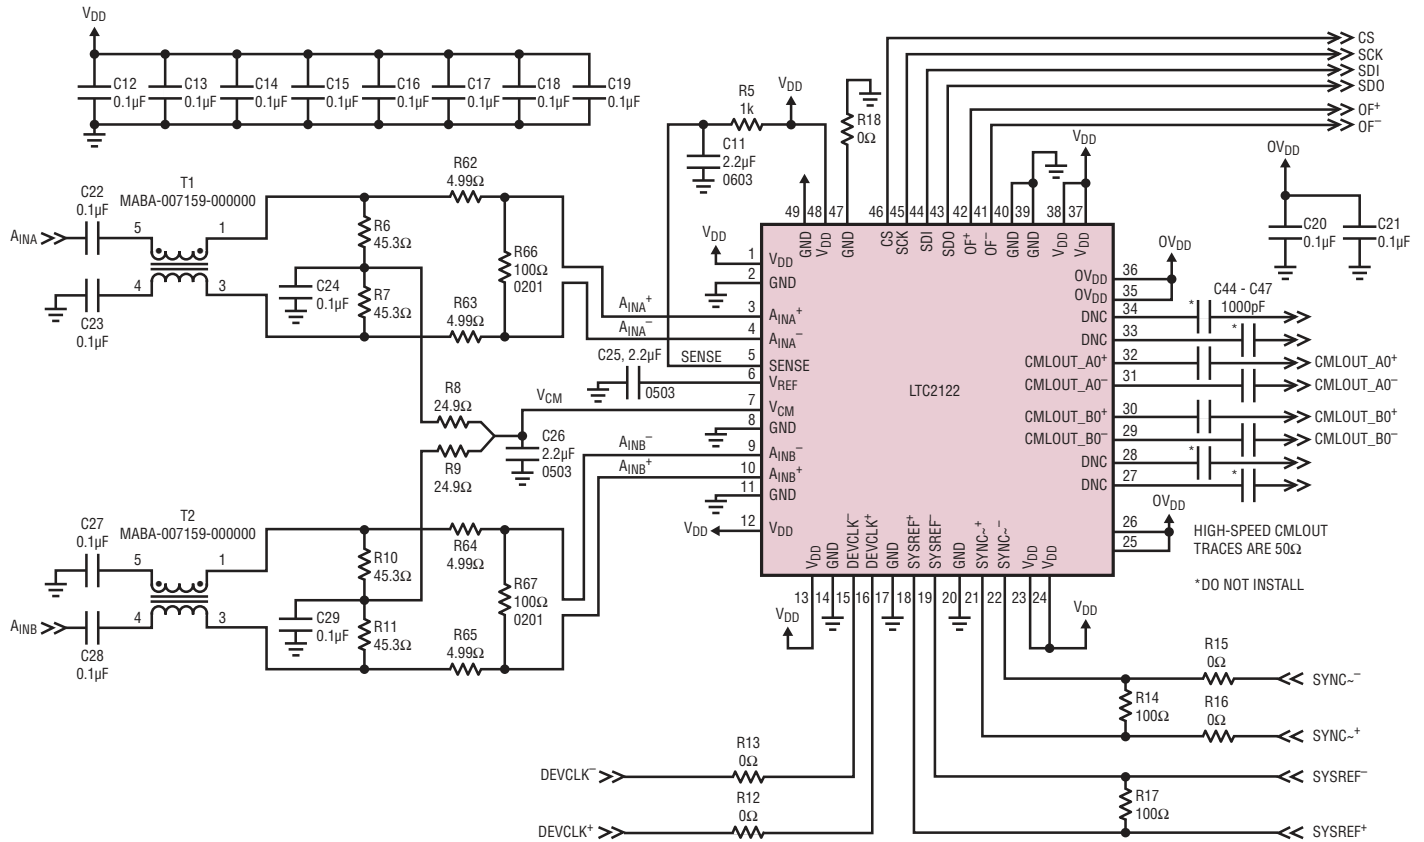 VDD
C12
0.1µF
C13
0.1µF
C14
0.1µF
C15
0.1µF
C16
0.1µF
C17
0.1µF
C18
0.1µF
C19
0.1µF
R5
1k
VDD
C11
2.2µF
0603
R18
0Ω
CS
SCK
SDI
SDO
OF+
OF–
VDD
OVDD
C20
0.1µF
C21
0.1µF
C22
0.1µF
T1
MABA-007159-000000
AINA
5
1
4
3
C23
0.1µF
R62
4.99Ω
R6
45.3Ω
R66
100Ω
0201
C24
0.1µF
R7
45.3Ω
R63
4.99Ω
AINA+
AINA–
C25, 2.2µF
0503
SENSE
R8
24.9Ω
R9
24.9Ω
VCM
C26
2.2µF
0503
AINB–
AINB+
C27
0.1µF
T2
MABA-007159-000000
5
1
4
3
AINB
C28
0.1µF
R64
4.99Ω
R10
45.3Ω
R67
100Ω
0201
C29
0.1µF
R11
45.3Ω
R65
4.99Ω
49 48 47 46 45 44 43 42 41 40 39 38 37
GND
VDD
GND
CS
SCK
SDI
SDO
OF+
OF–
GND
GND
VDD
VDD
VDD
1 VDD
2 GND
3 AINA+
4 AINA–
5 SENSE
6 VREF
7 VCM
8 GND
9 AINB–
10 AINB+
11 GND
VDD 12 VDD
LTC2122
OVDD
OVDD 36
OVDD 35
DNC 34
DNC 33
CMLOUT_A0+ 32
CMLOUT_A0– 31
CMLOUT_B0+ 30
CMLOUT_B0– 29
DNC 28
DNC 27
26
25
OVDD
C44 - C47
1000pF
*
*
CMLOUT_A0+
CMLOUT_A0–
CMLOUT_B0+
CMLOUT_B0–
*
*
HIGH-SPEED CMLOUT
TRACES ARE 50Ω
*DO NOT INSTALL
VDD
GND
DEVCLK–
DEVCLK+
GND
SYSREF+
SYSREF–
GND
SYNC~+
SYNC~–
VDD
VDD
13 14 15 16 17 18 19 20 21 22 23 24
VDD
VDD
R15
0Ω
SYNC~–
R14
100Ω
R16
0Ω
SYNC~+
R13
0Ω
DEVCLK–
SYSREF–
R12
0Ω
R17
100Ω
DEVCLK+
SYSREF+